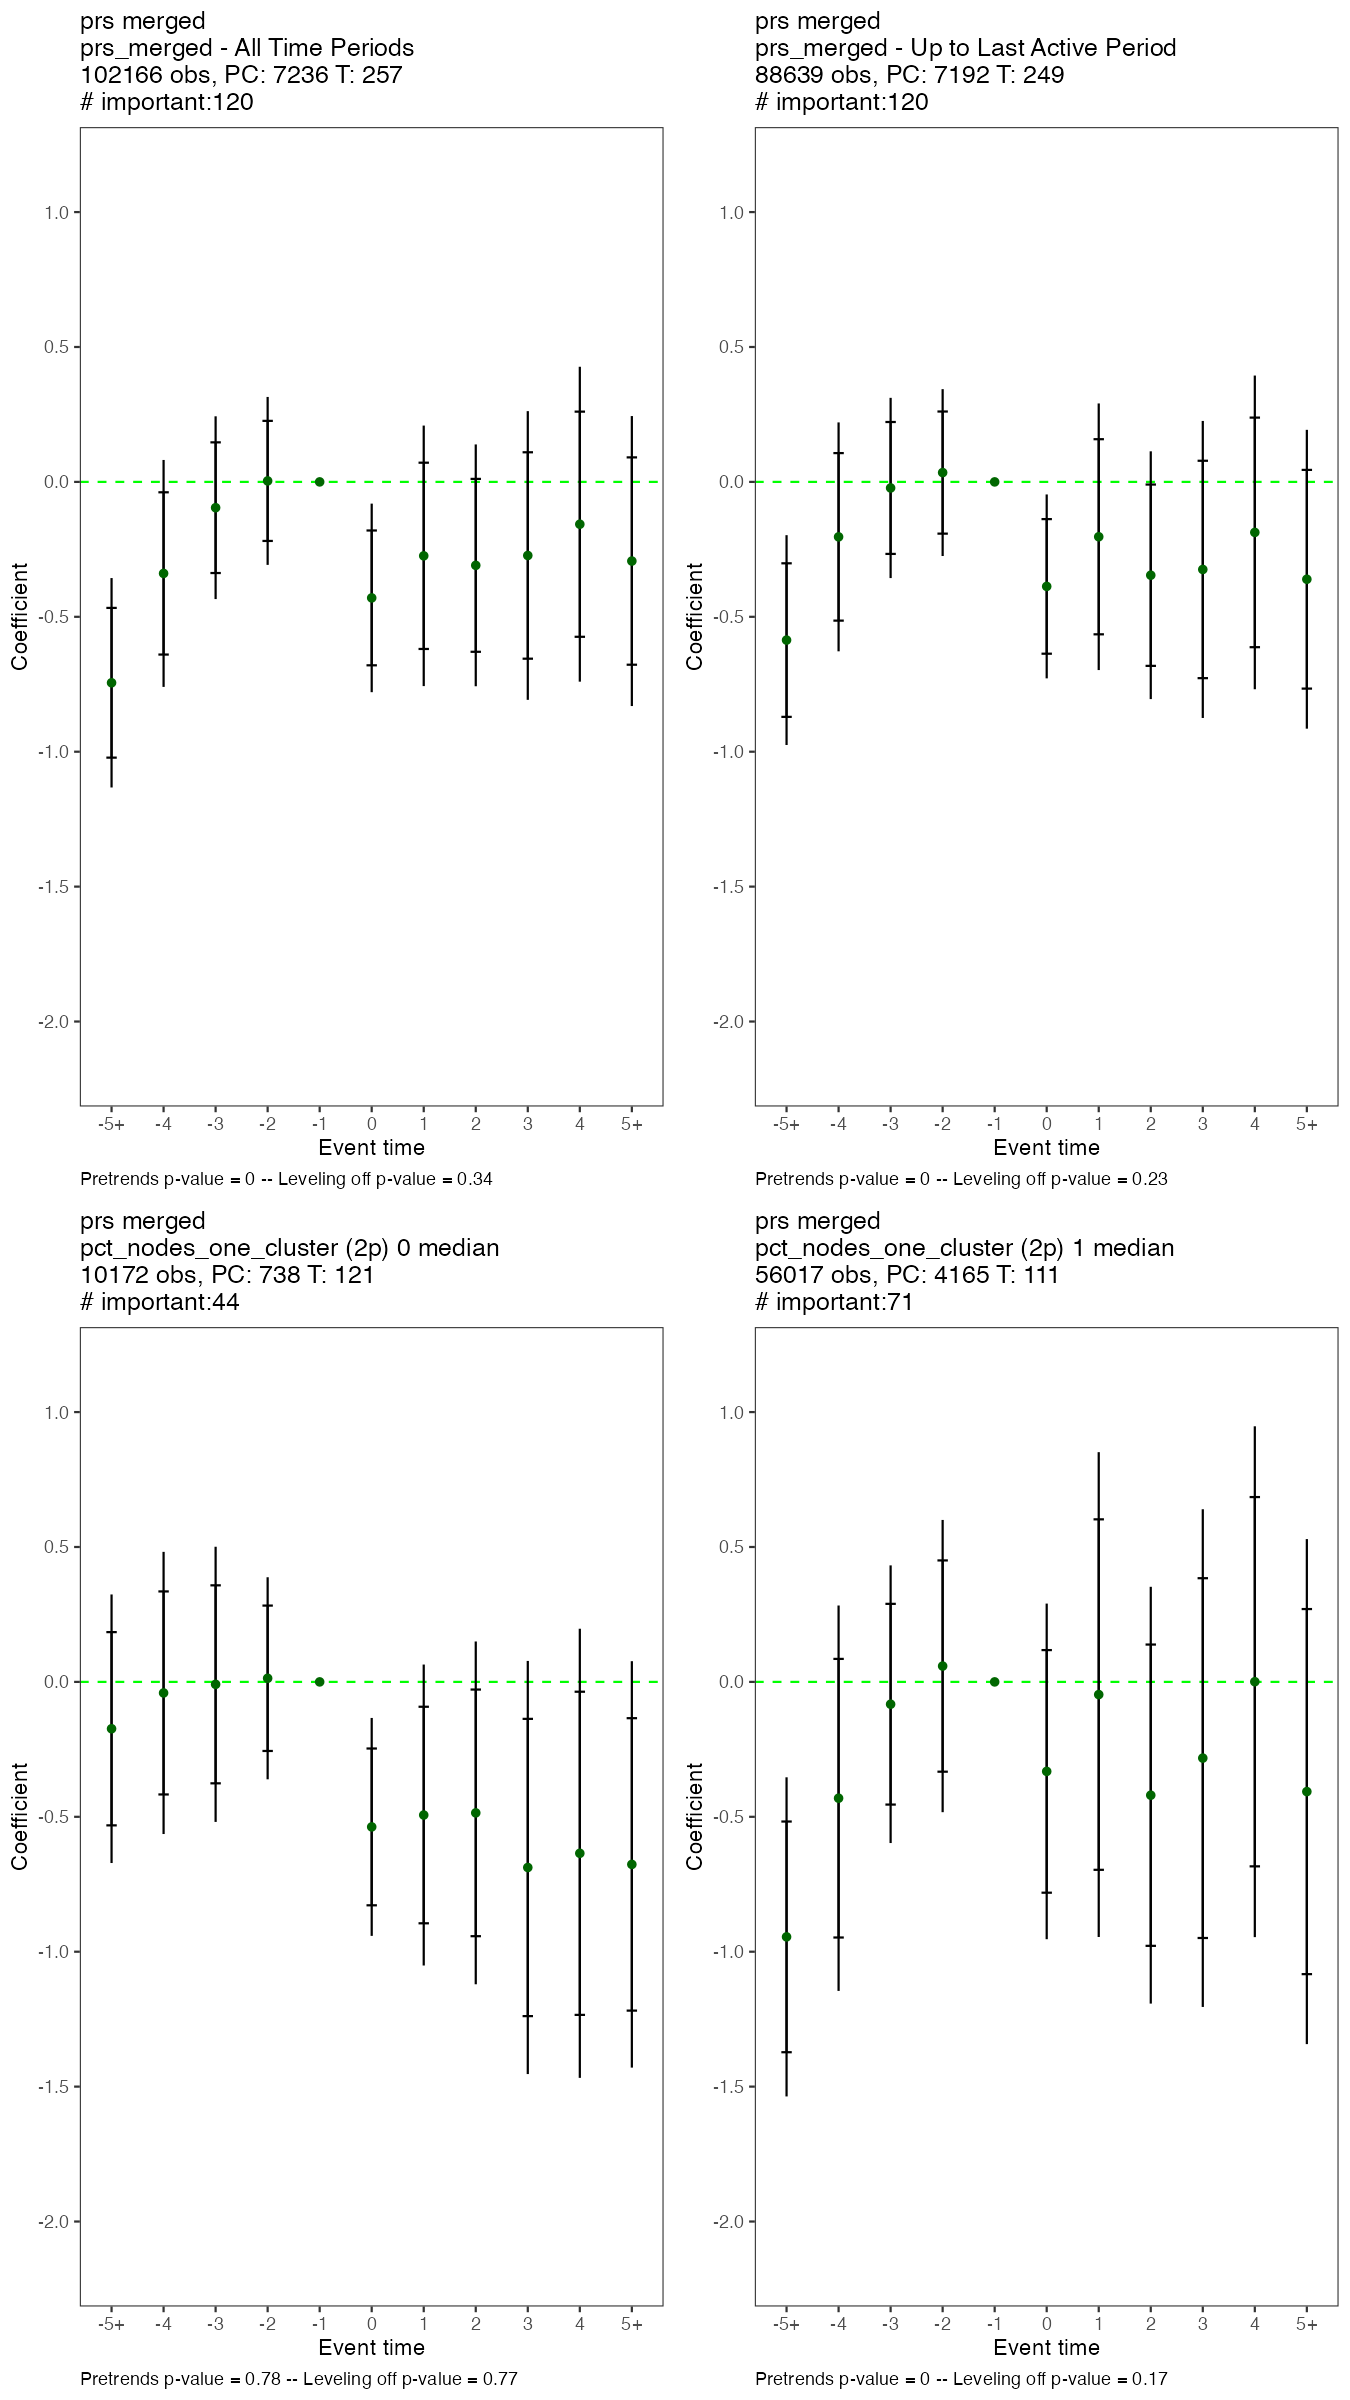 prs merged
prs_merged - All Time Periods
102166 obs, PC: 7236 T: 257
# important:120
1.0
0.5
0.0
-0.5
-1.0
-1.5
-2.0
Coefficient
-5+ -4 -3 -2 -1 0 1 2 3 4 5+
Event time
Pretrends p-value = 0 -- Leveling off p-value = 0.34
prs merged
prs_merged - Up to Last Active Period
88639 obs, PC: 7192 T: 249
# important:120
1.0
0.5
0.0
-0.5
-1.0
-1.5
-2.0
Coefficient
-5+ -4 -3 -2 -1 0 1 2 3 4 5+
Event time
Pretrends p-value = 0 -- Leveling off p-value = 0.23
prs merged
pct_nodes_one_cluster (2p) 0 median
10172 obs, PC: 738 T: 121
# important:44
1.0
0.5
0.0
-0.5
-1.0
-1.5
-2.0
Coefficient
-5+ -4 -3 -2 -1 0 1 2 3 4 5+
Event time
Pretrends p-value = 0.78 -- Leveling off p-value = 0.77
prs merged
pct_nodes_one_cluster (2p) 1 median
56017 obs, PC: 4165 T: 111
# important:71
1.0
0.5
0.0
-0.5
-1.0
-1.5
-2.0
Coefficient
-5+ -4 -3 -2 -1 0 1 2 3 4 5+
Event time
Pretrends p-value = 0 -- Leveling off p-value = 0.17